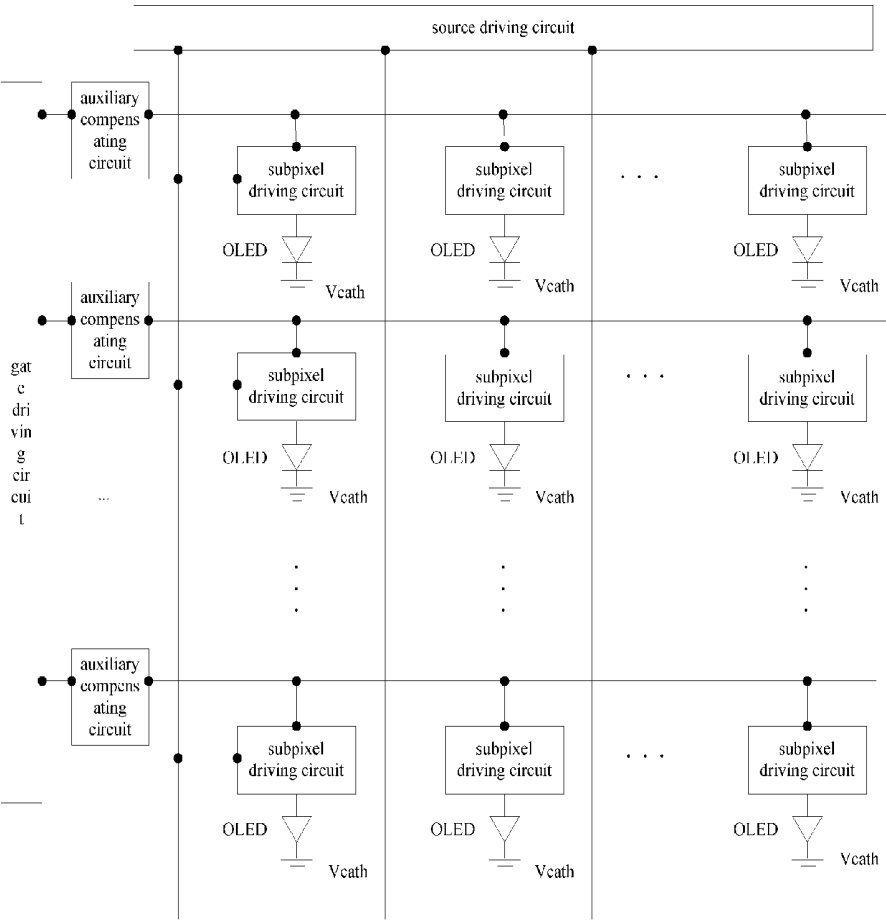 source driving circuit
auxiliary
compens
ating
circuit
subpixel
driving circuit
subpixel
driving circuit
. . .
subpixel
driving circuit
OLED
OLED
OLED
Vcath
Vcath
Vcath
auxiliary
compens
ating
circuit
subpixel
driving circuit
subpixel
driving circuit
. . .
subpixel
driving circuit
gat
e
dri
vin
g
cir
cui
t
OLED
OLED
OLED
Vcath
Vcath
Vcath
...
auxiliary
compens
ating
circuit
subpixel
driving circuit
subpixel
driving circuit
. . .
subpixel
driving circuit
OLED
OLED
OLED
Vcath
Vcath
Vcath